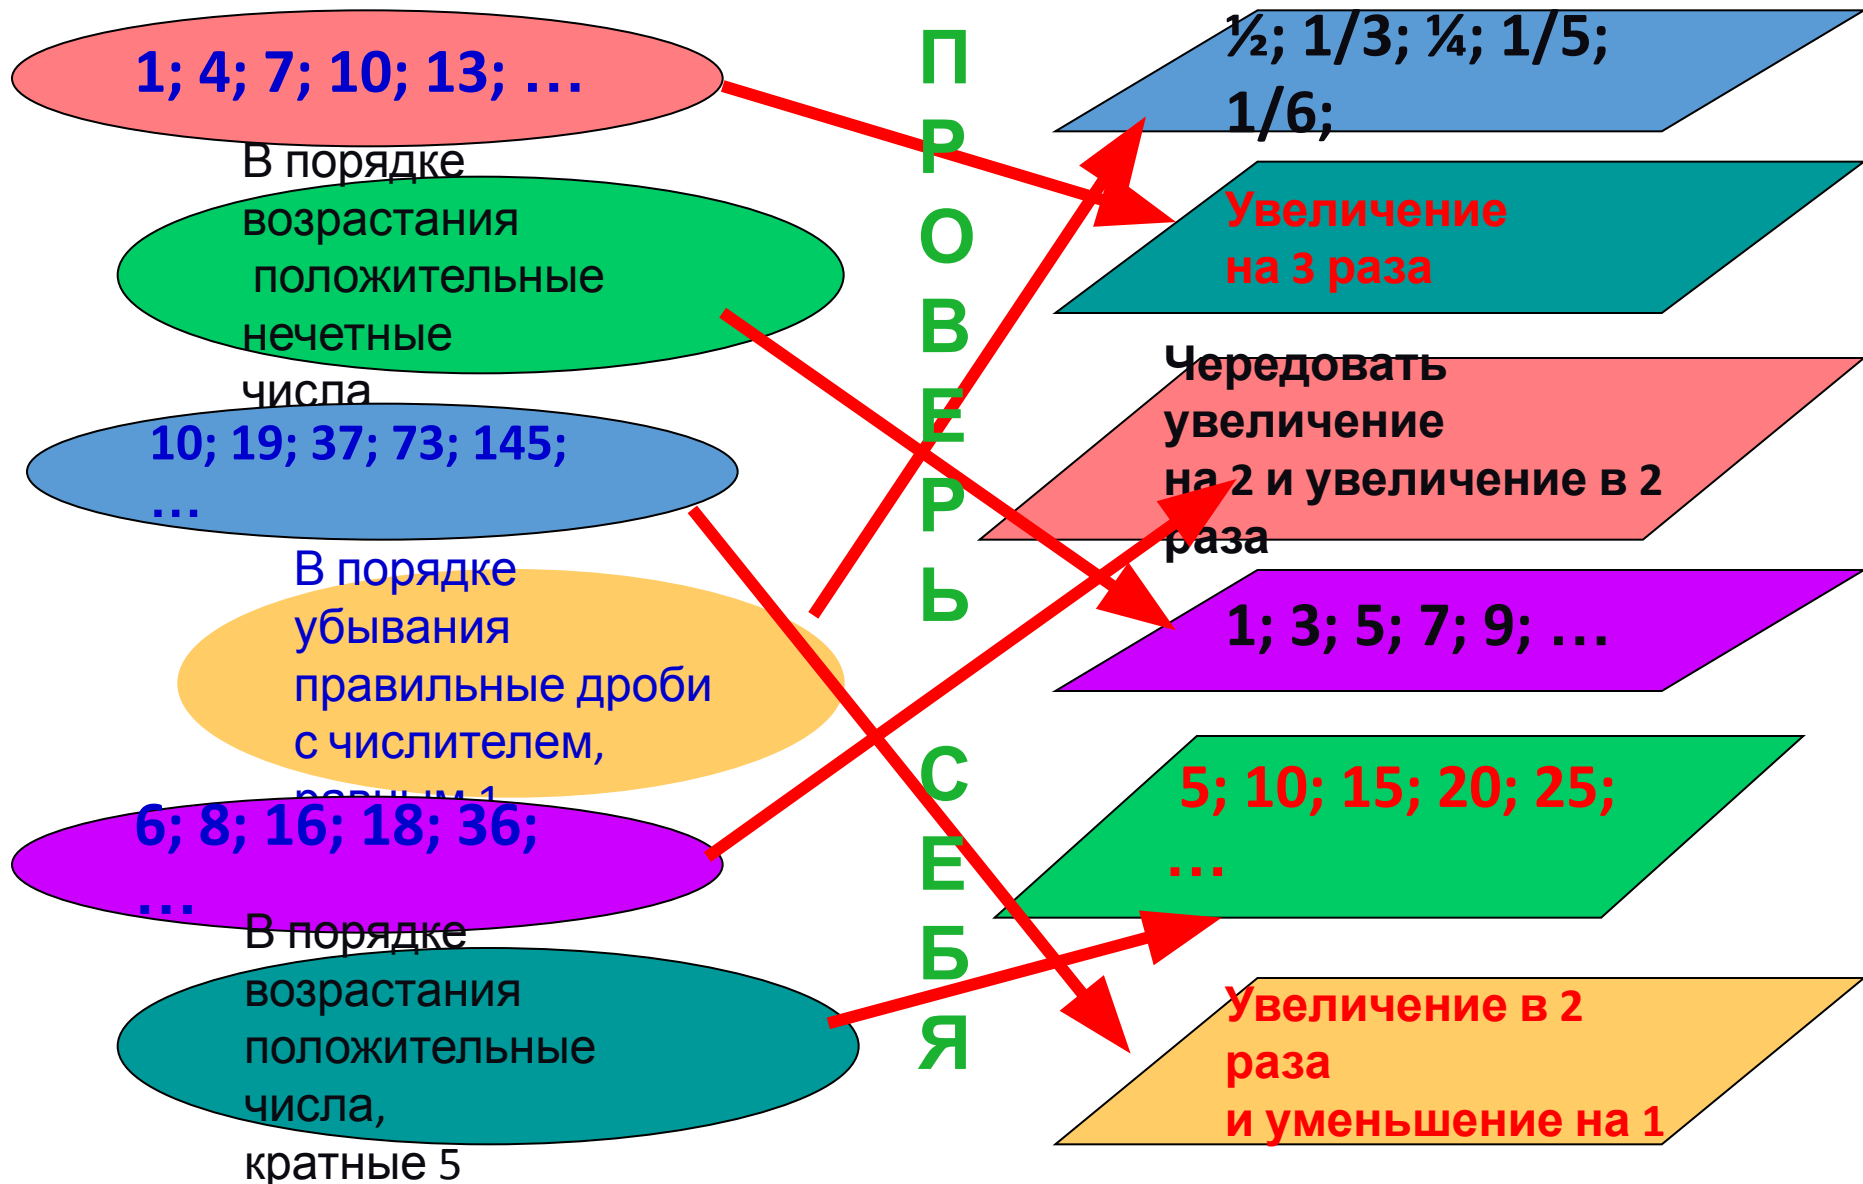 1; 4; 7; 10; 13; …
В порядке
возрастания
положительные
нечетные
числа
10; 19; 37; 73; 145;
…
В порядке
убывания
правильные дроби
с числителем,
равным 1
6; 8; 16; 18; 36;
…
В порядке
возрастания
положительные
числа,
кратные 5
П
Р
О
В
Е
Р
Ь
С
Е
Б
Я
½; 1/3; ¼; 1/5;
1/6;
Увеличение
на 3 раза
Чередовать
увеличение
на 2 и увеличение в 2
раза
1; 3; 5; 7; 9; …
5; 10; 15; 20; 25;
…
Увеличение в 2
раза
и уменьшение на 1